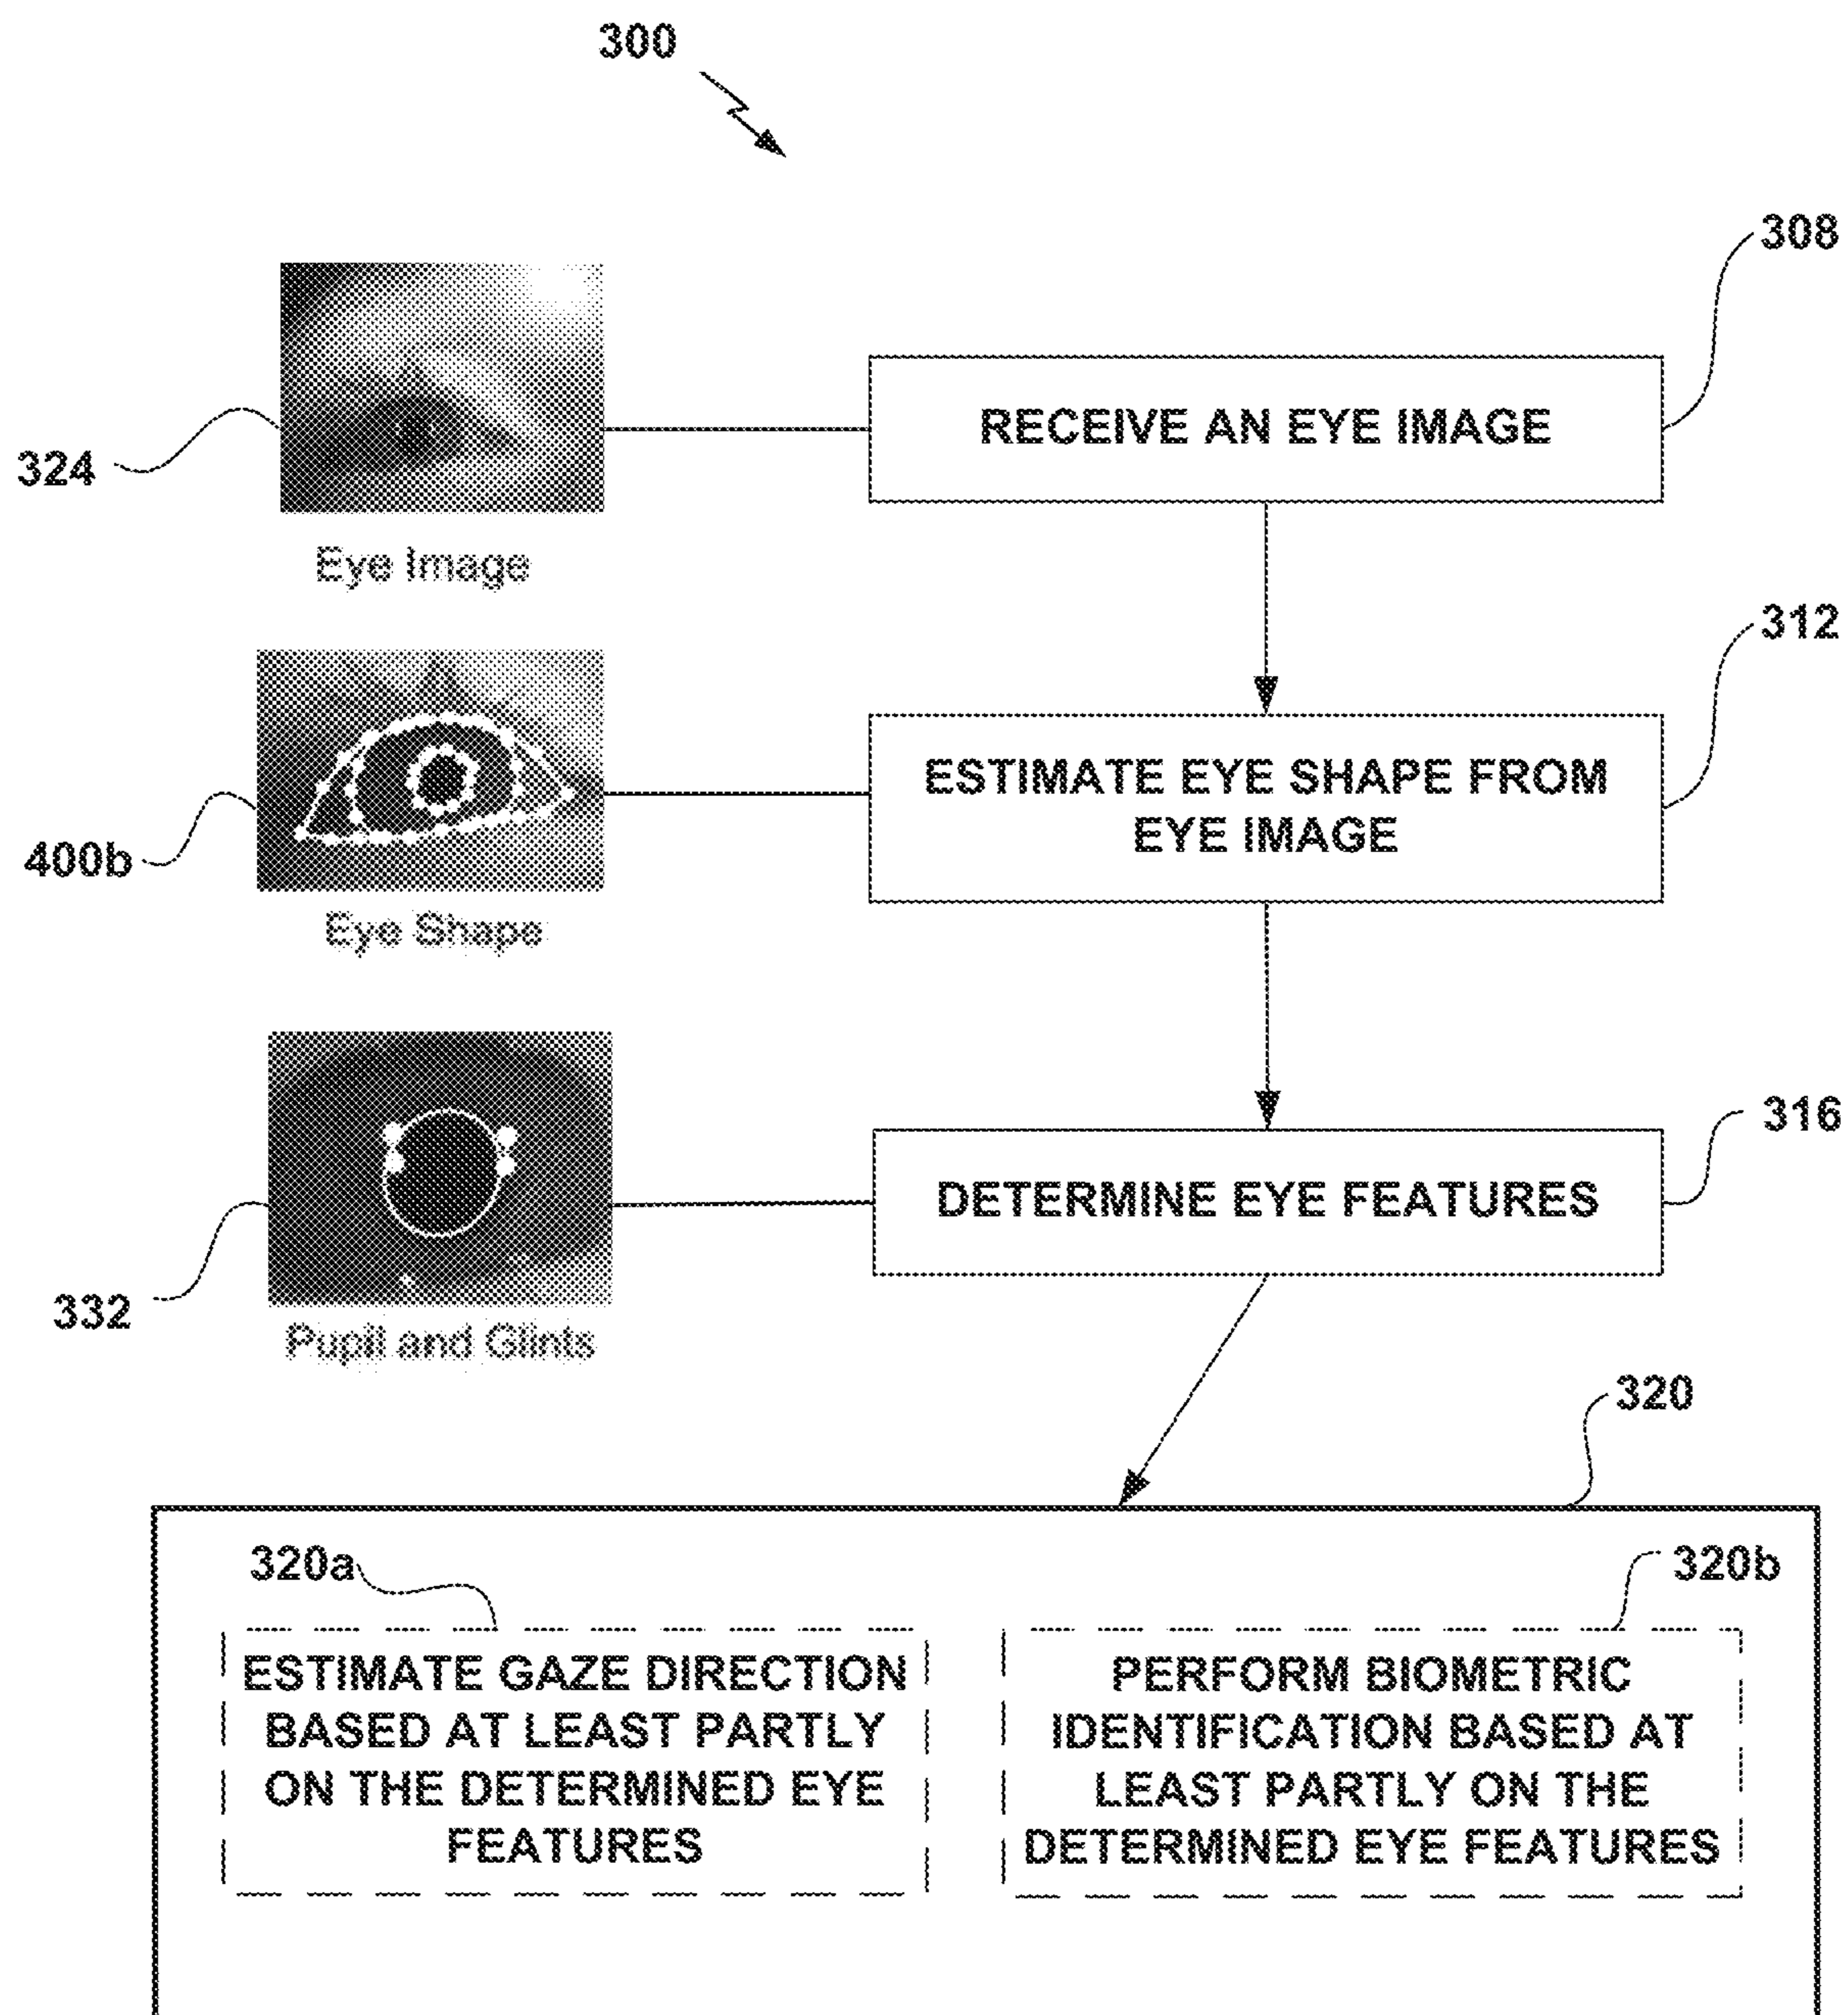 300
308
RECEIVE AN EYE IMAGE
324
Eye Image
312
ESTIMATE EYE SHAPE FROM
EYE IMAGE
400b
Eye Shape
316
DETERMINE EYE FEATURES
332
Pupil and Glints
320
320a
320b
ESTIMATE GAZE DIRECTION
BASED AT LEAST PARTLY
ON THE DETERMINED EYE
FEATURES
PERFORM BIOMETRIC
IDENTIFICATION BASED AT
LEAST PARTLY ON THE
DETERMINED EYE FEATURES